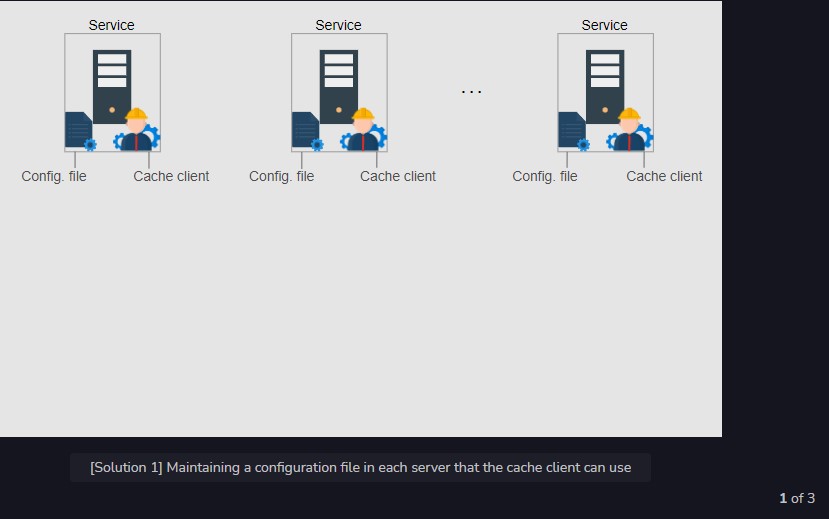 Service Service Service
...
Config. file Cache client Config. file Cache client Config. file Cache client
[Solution 1] Maintaining a configuration file in each server that the cache client can use
1 of 3